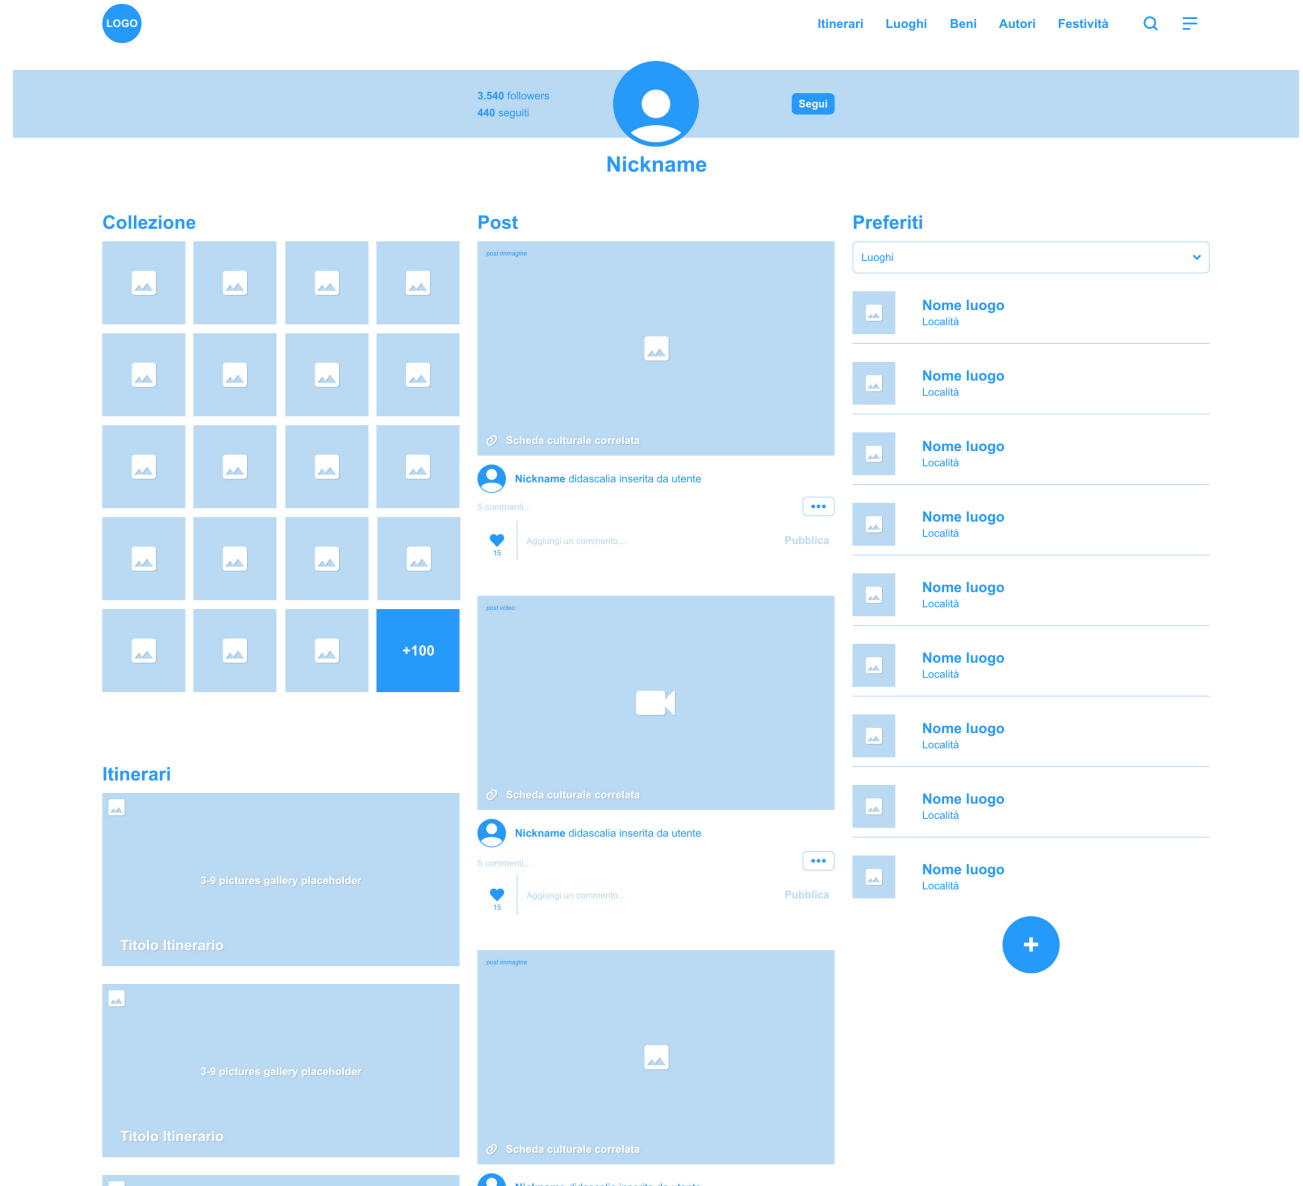 LOGO
Itinerari Luoghi Beni Autori Festività
3.540 followers
440 seguiti
Segui
Nickname
Collezione
+100
Itinerari
3-9 pictures gallery placeholder
Titolo Itinerario
3-9 pictures gallery placeholder
Titolo Itinerario
Post
post immagine
Scheda culturale correlata
Nickname didascalia inserita da utente
5 commenti...
15
Aggiungi un commento...
Pubblica
post video
Scheda culturale correlata
Nickname didascalia inserita da utente
5 commenti...
15
Aggiungi un commento...
Pubblica
post immagine
Scheda culturale correlata
Nickname didascalia inserita da utente
Preferiti
Luoghi
Nome luogo
Località
Nome luogo
Località
Nome luogo
Località
Nome luogo
Località
Nome luogo
Località
Nome luogo
Località
Nome luogo
Località
Nome luogo
Località
Nome luogo
Località